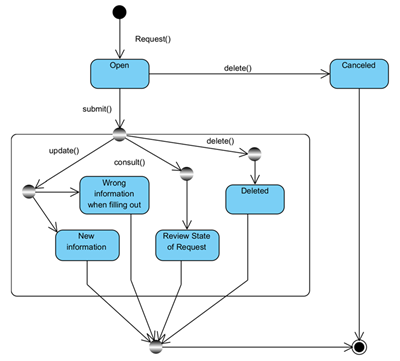 Request()
Open
delete()
Canceled
submit()
update()
consult()
delete()
Wrong
information
when filling out
Deleted
New
information
Review State
of Request